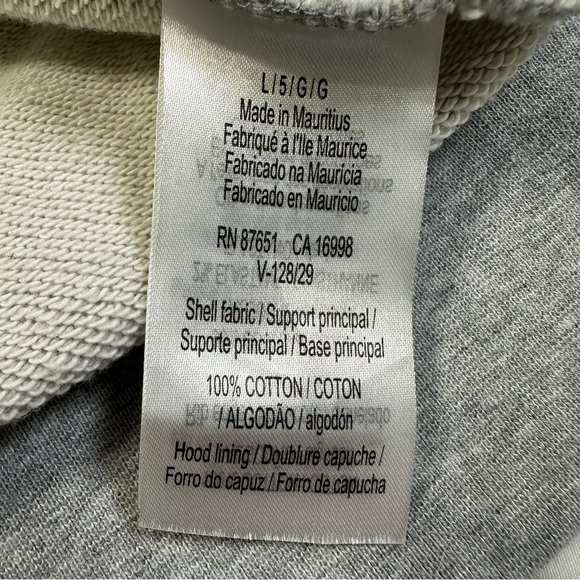 L/5/G/G
Made in Mauritius
Fabriqué à l'Ile Maurice
Fabricado na Maurícia
Fabricado en Mauricio
RN 87651 CA 16998
V-128/29
Shell fabric / Support principal /
Suporte principal / Base principal
100% COTTON / COTON
/ ALGODÃO / algodón
Hood lining / Doublure capuche /
Forro do capuz / Forro de capucha